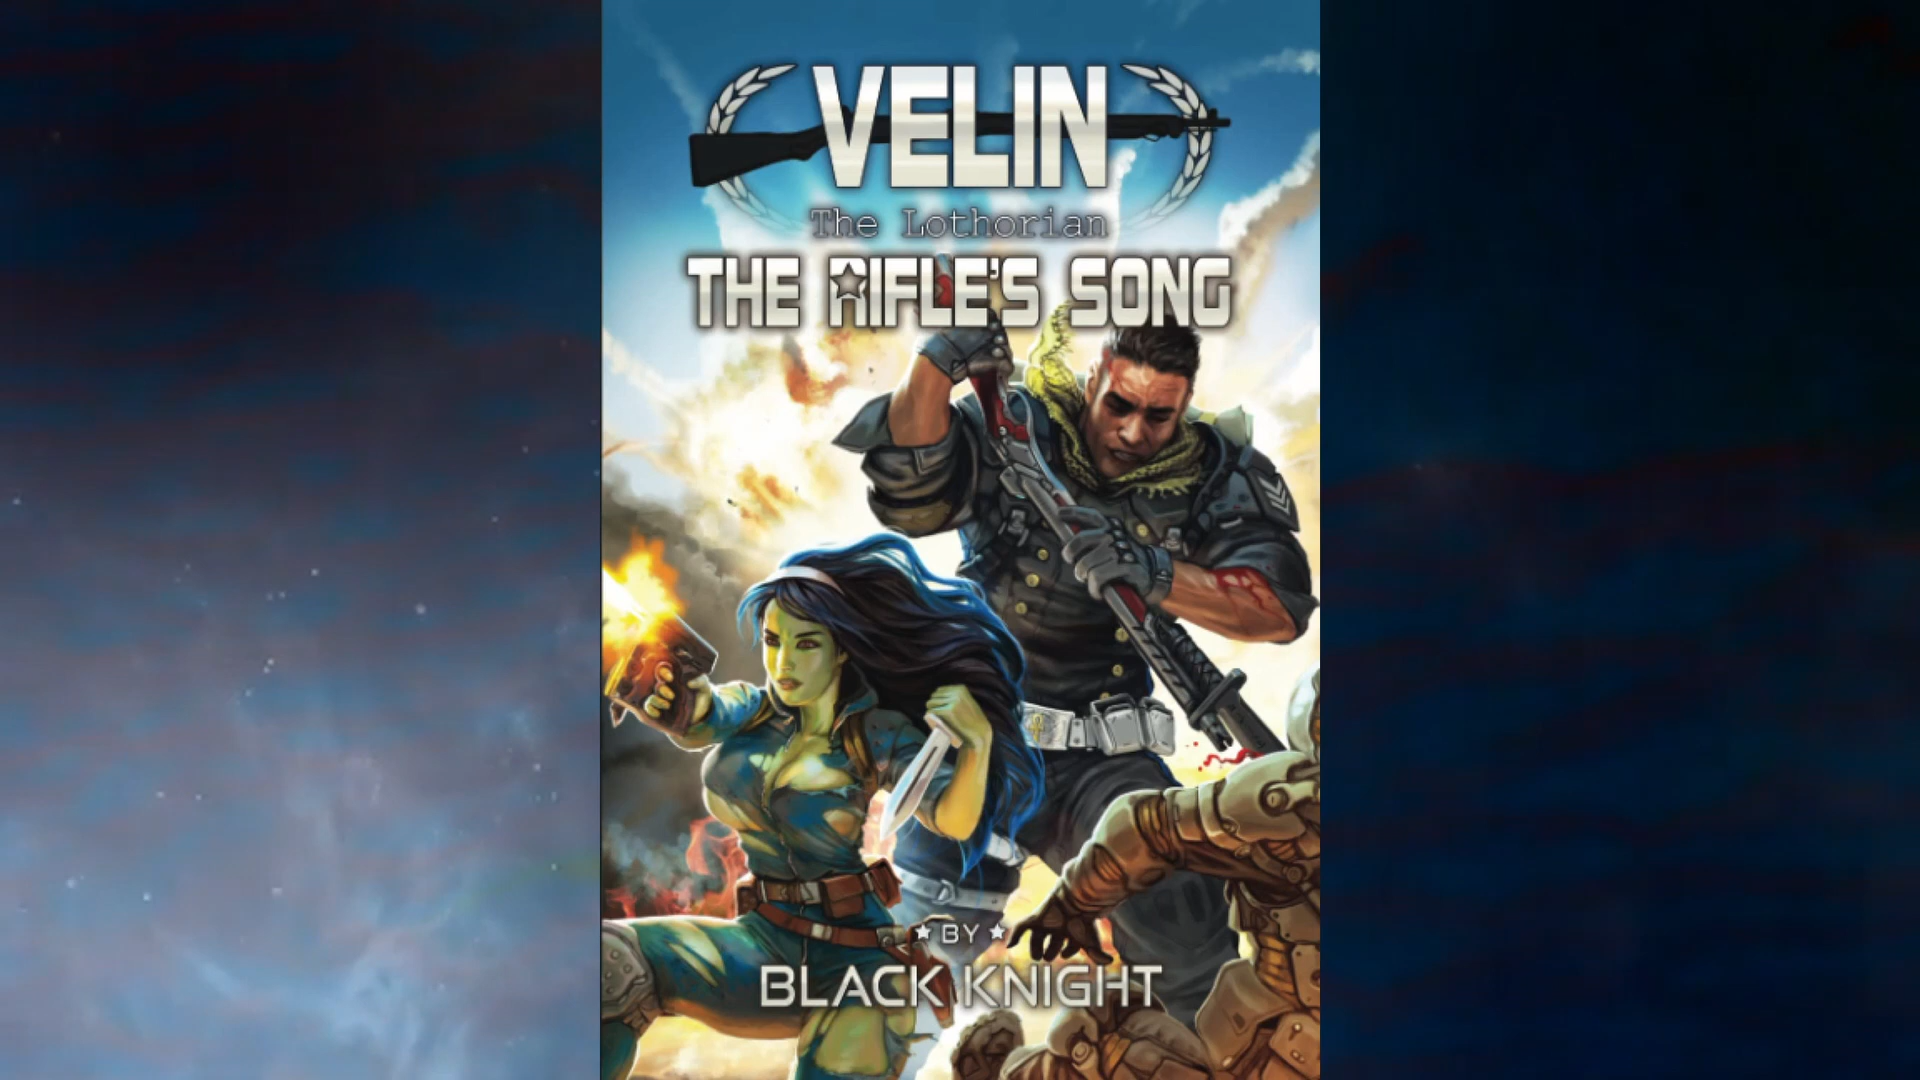 VELIN
The Lothorian
THE RIFLE'S SONG
BY
BLACK KNIGHT